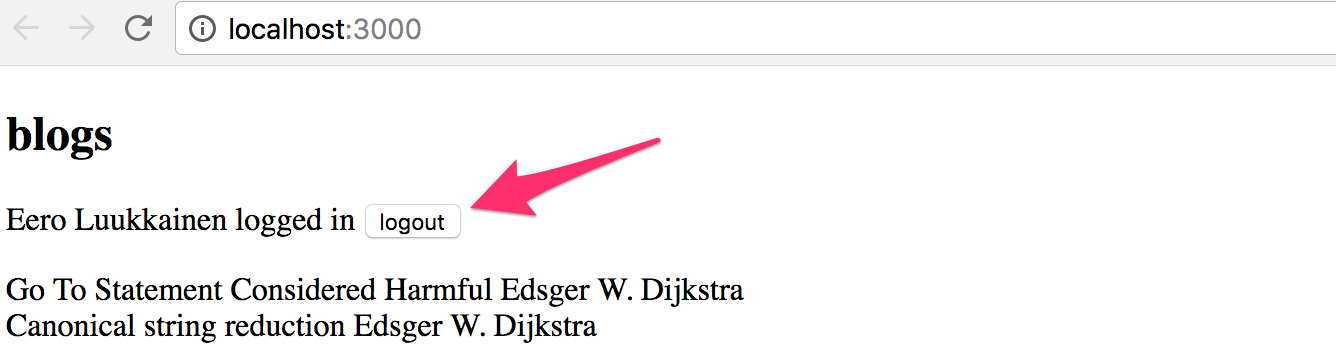 localhost:3000
blogs
Eero Luukkainen logged in logout
Go To Statement Considered Harmful Edsger W. Dijkstra
Canonical string reduction Edsger W. Dijkstra